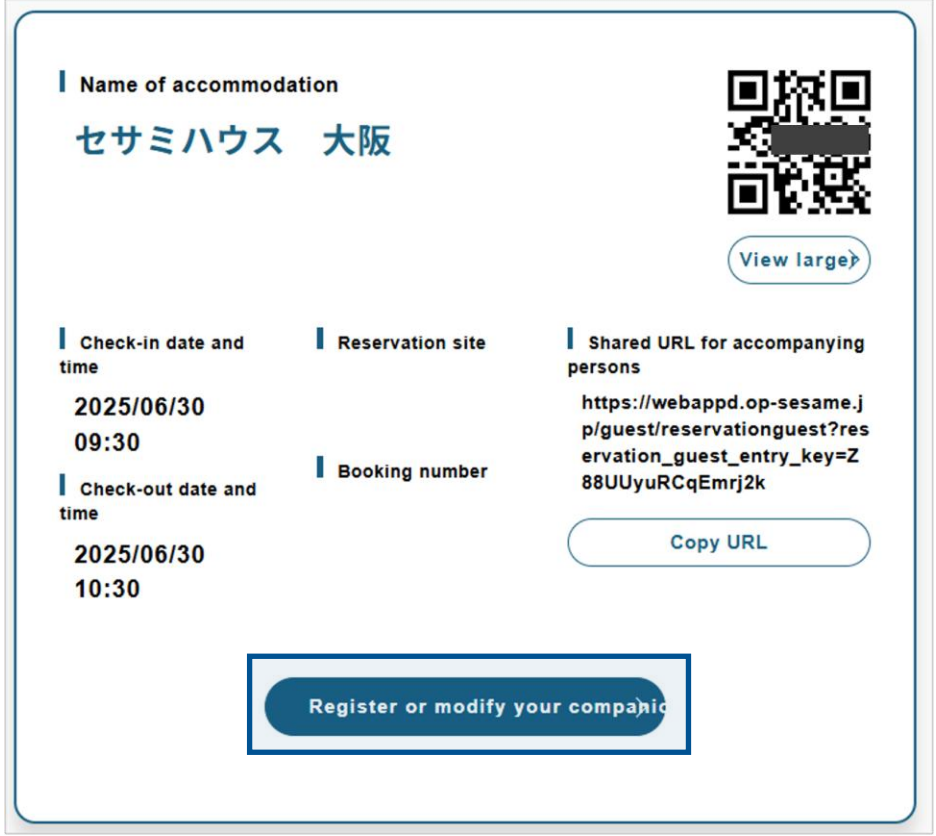 Name of accommodation
セサミハウス　大阪
View larger
Check-in date and
time
2025/06/30
09:30
Check-out date and
time
2025/06/30
10:30
Reservation site
Booking number
Shared URL for accompanying
persons
https://webappd.op-sesame.j
p/guest/reservationguest?res
ervation_guest_entry_key=Z
88UUyuRCqEmrj2k
Copy URL
Register or modify your